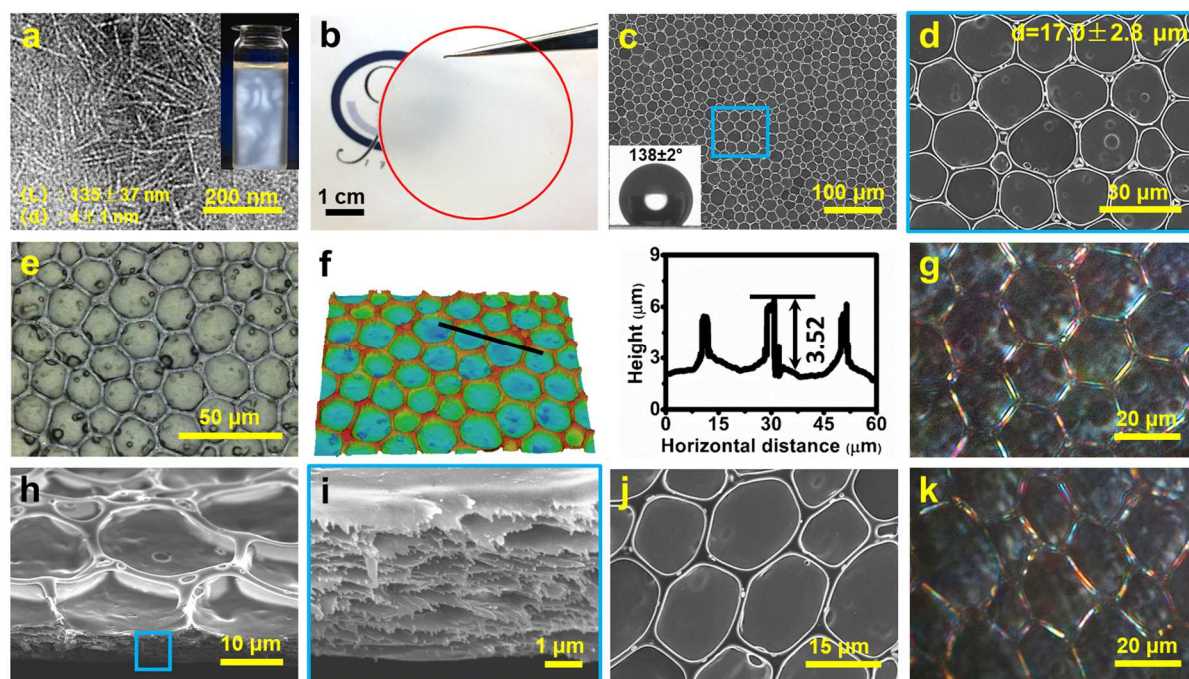 a
(L) : 135±37 nm
(d) : 4±1 nm
200 nm
b
1 cm
c
138±2°
100 µm
d
d=17.0±2.8 µm
30 µm
e
50 µm
f
Height (µm)
9
6
3
0
3.52
0 15 30 45 60
Horizontal distance (µm)
g
20 µm
h
10 µm
i
1 µm
j
15 µm
k
20 µm